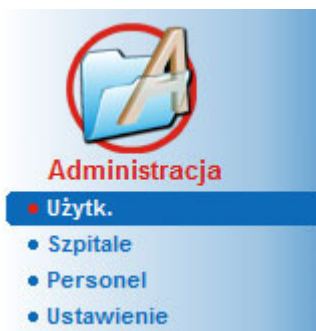 Administracja
Użytk.
Szpitale
Personel
Ustawienie